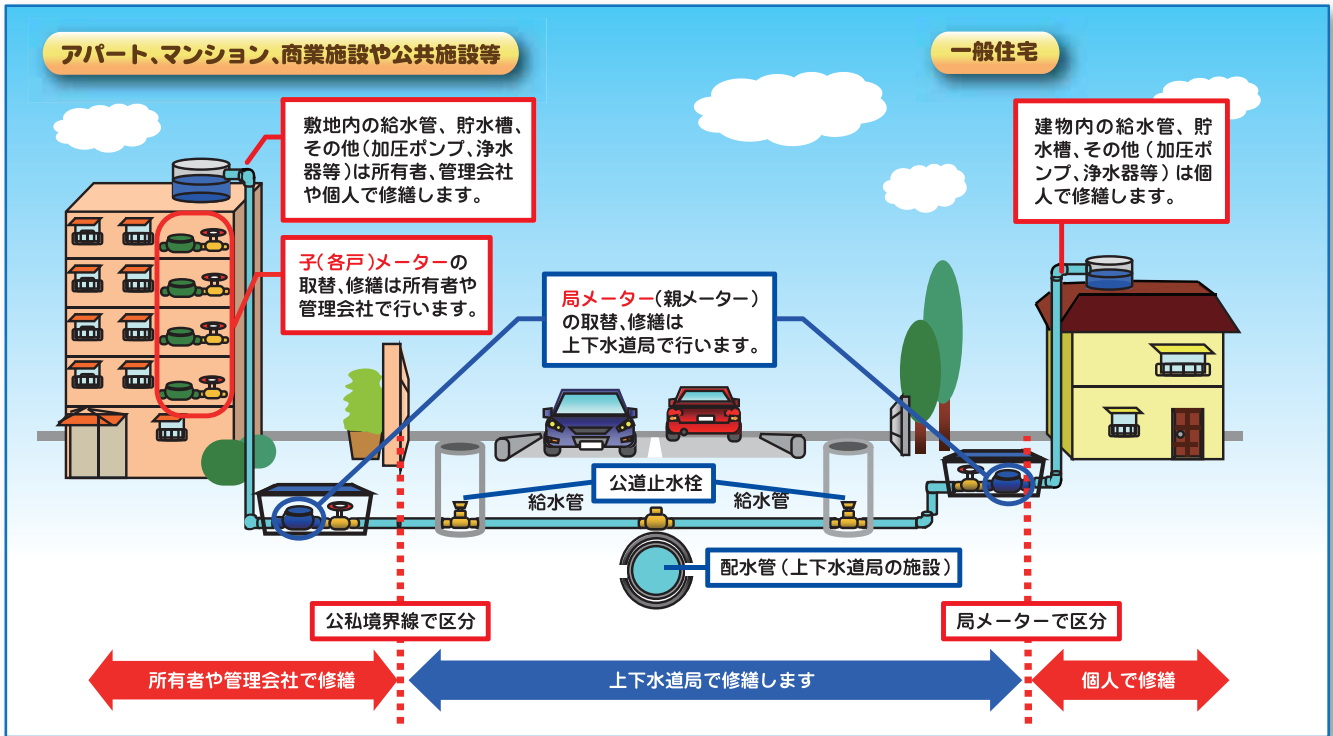 アパート、マンション、商業施設や公共施設等
一般住宅
敷地内の給水管、貯水槽、
その他（加圧ポンプ、浄水
器等）は所有者、管理会社
や個人で修繕します。
建物内の給水管、貯
水槽、その他（加圧ポ
ンプ、浄水器等）は個
人で修繕します。
子（各戸）メーターの
取替、修繕は所有者や
管理会社で行います。
局メーター（親メーター）
の取替、修繕は
上下水道局で行います。
公道止水栓
給水管
給水管
配水管（上下水道局の施設）
公私境界線で区分
局メーターで区分
所有者や管理会社で修繕
上下水道局で修繕します
個人で修繕